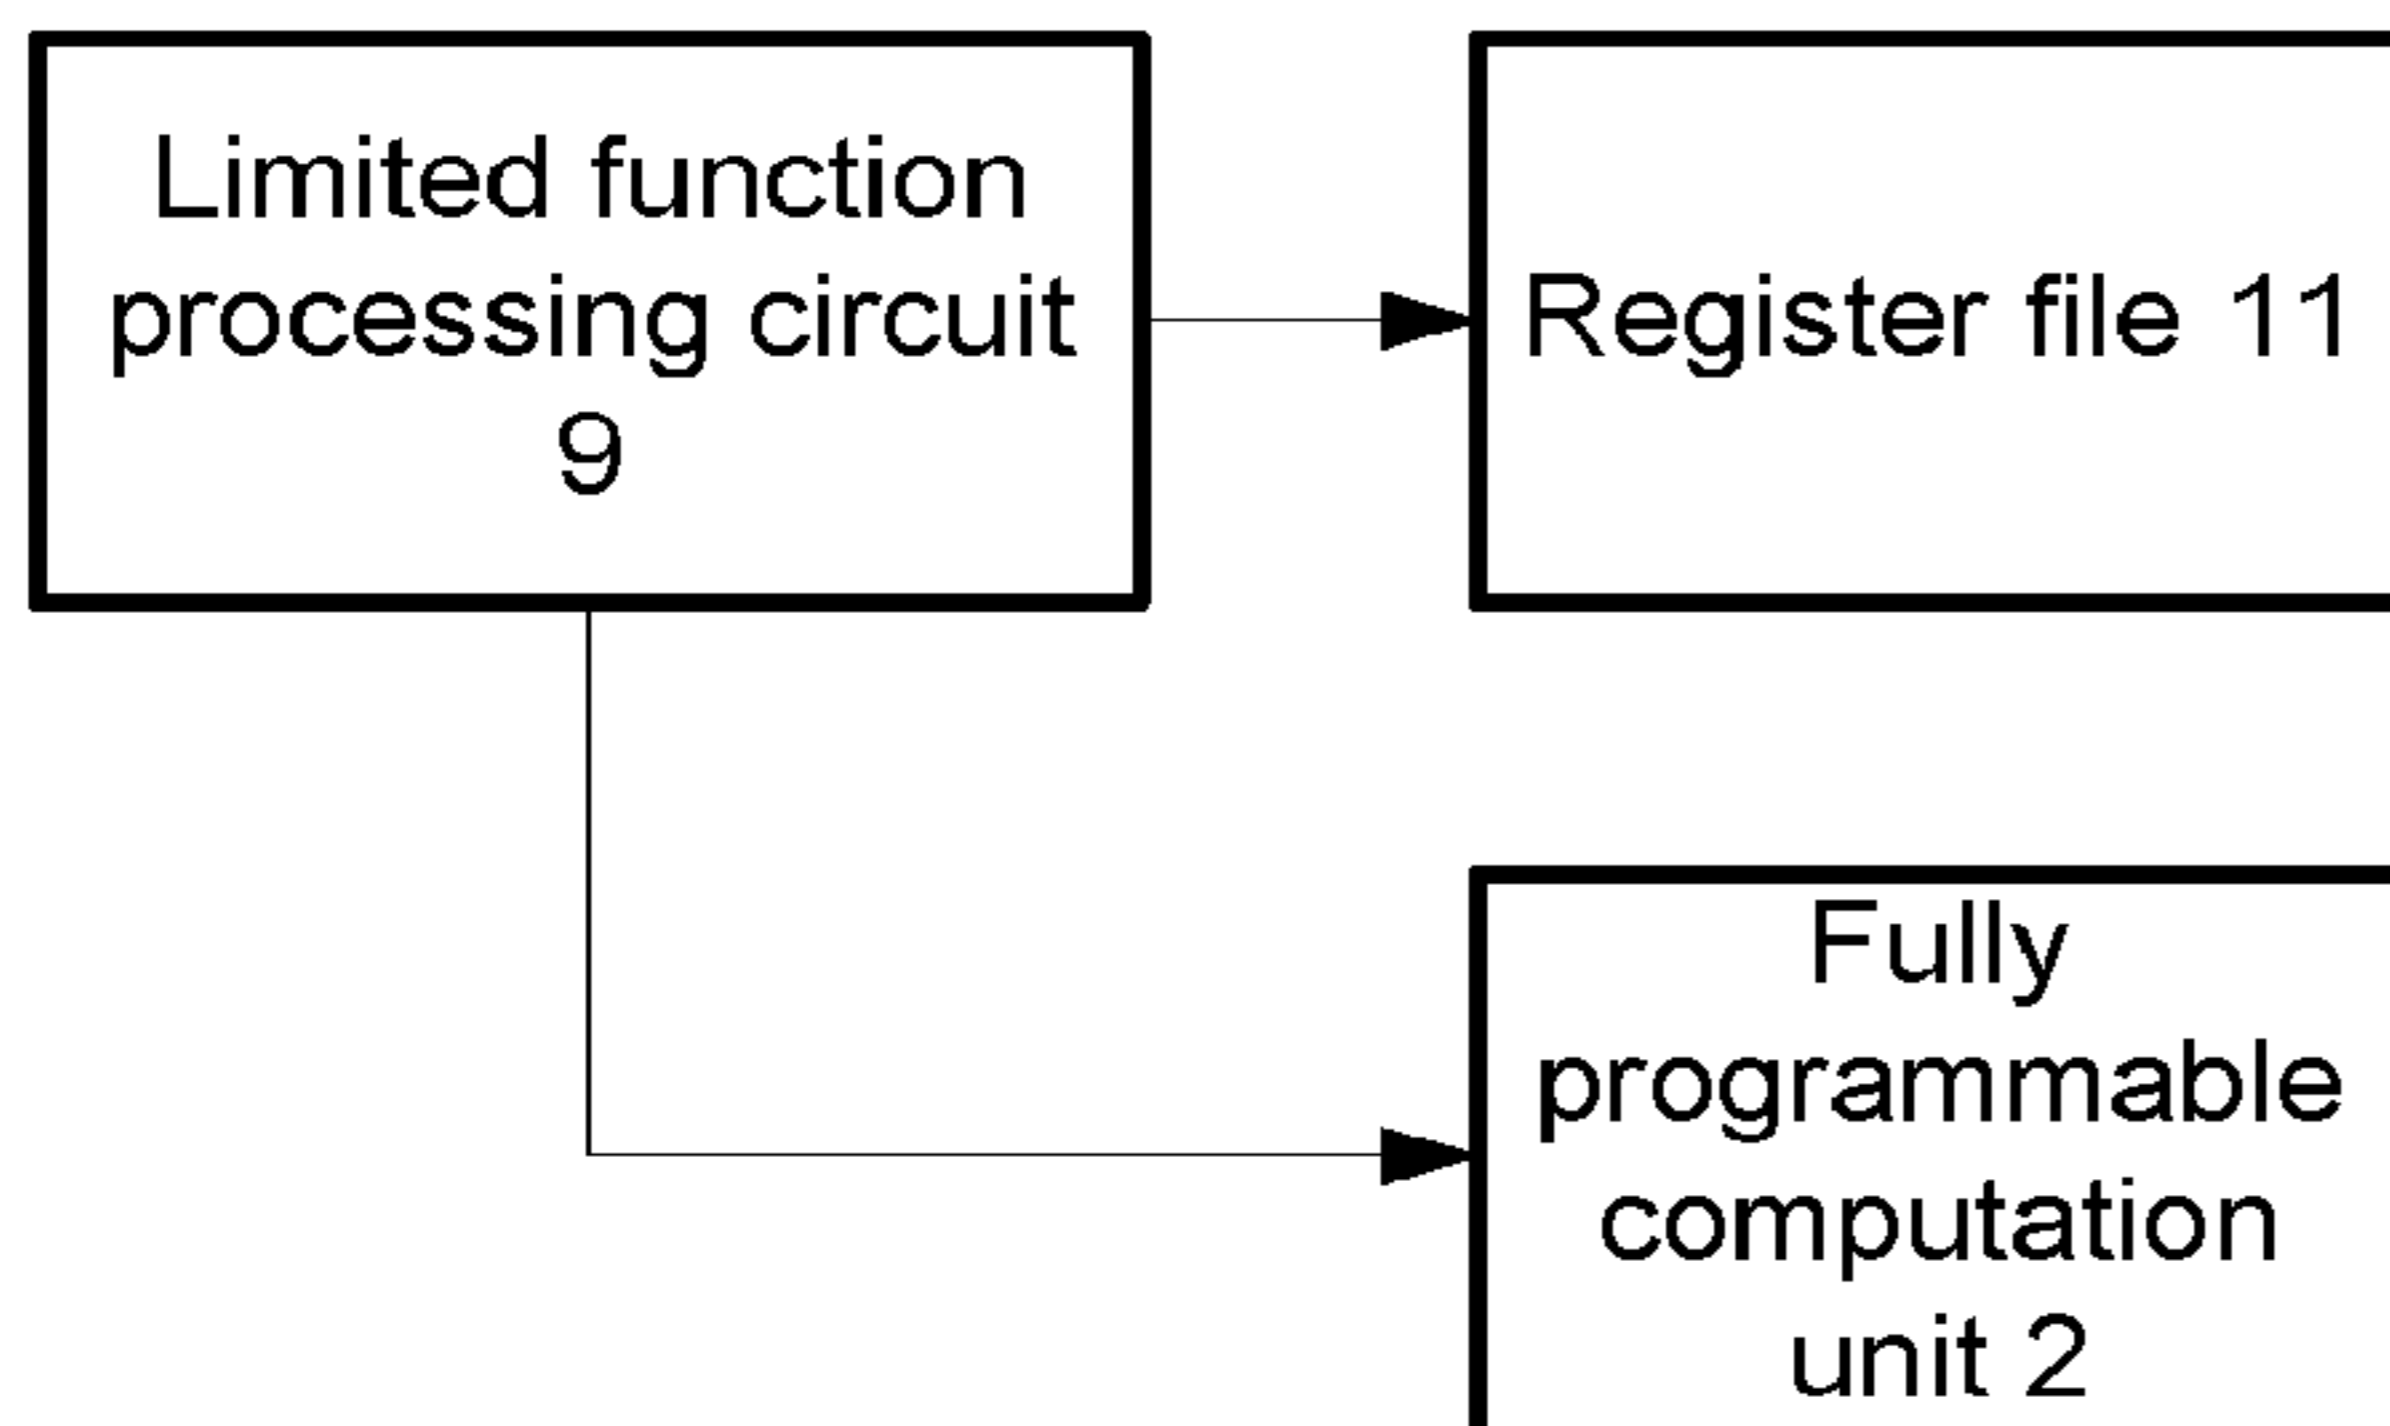 Limited function
processing circuit
9
Register file 11
Fully
programmable
computation
unit 2